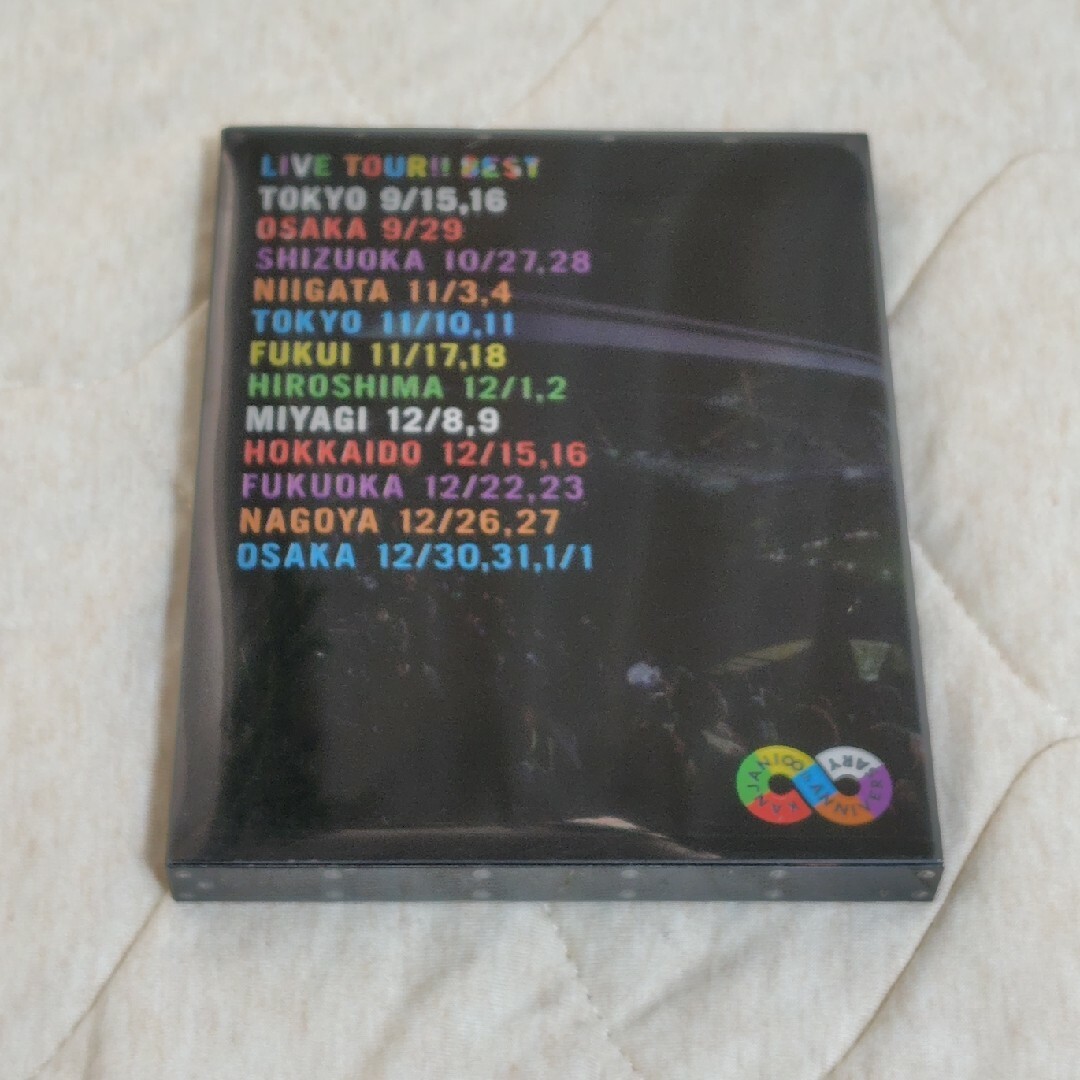 LIVE TOUR!! 8EST
TOKYO 9/15,16
OSAKA 9/29
SHIZUOKA 10/27,28
NIIGATA 11/3,4
TOKYO 11/10,11
FUKUI 11/17,18
HIROSHIMA 12/1,2
MIYAGI 12/8,9
HOKKAIDO 12/15,16
FUKUOKA 12/22,23
NAGOYA 12/26,27
OSAKA 12/30,31,1/1
KANJANI∞ ANNIVERSARY